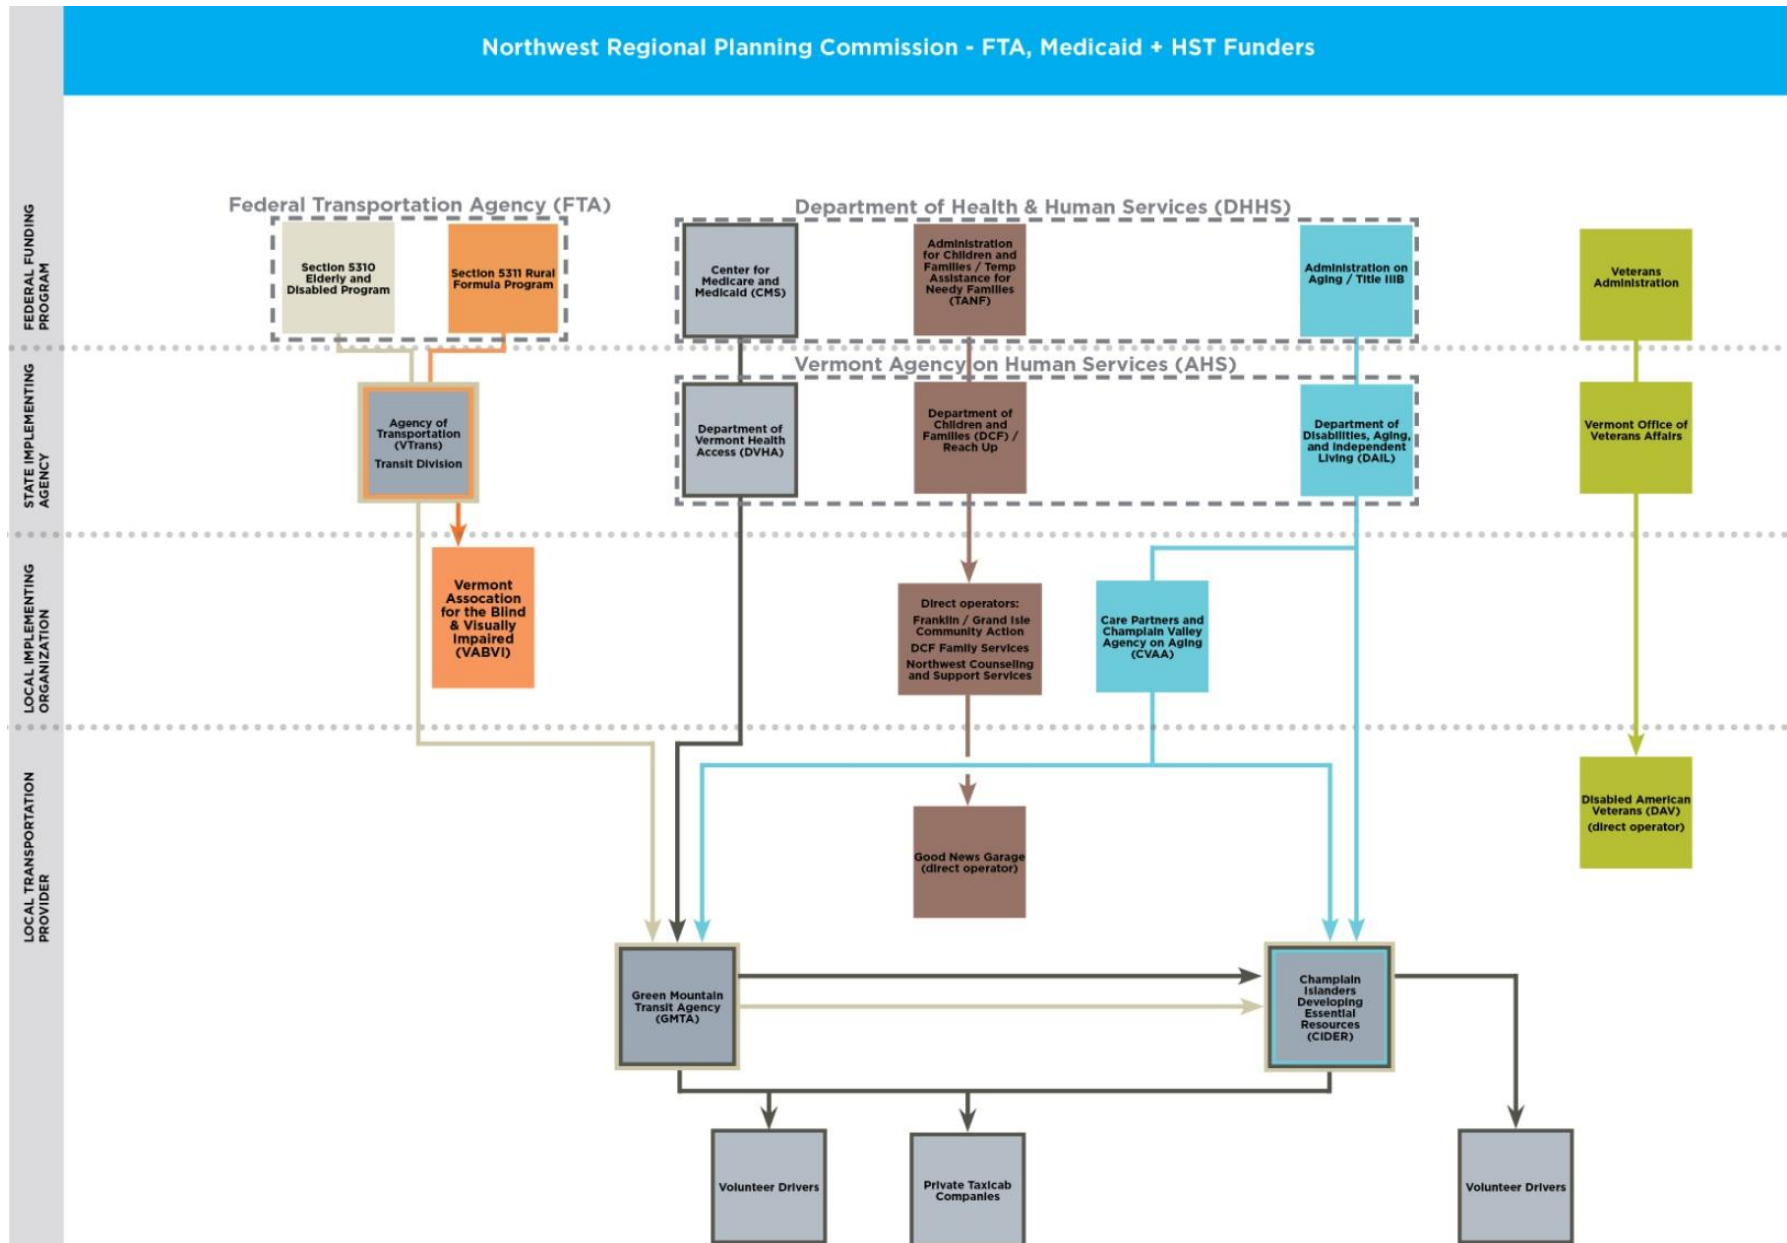 Northwest Regional Planning Commission - FTA, Medicaid + HST Funders
FEDERAL FUNDING
PROGRAM
Federal Transportation Agency (FTA)
Department of Health & Human Services (DHHS)
Section 5310
Elderly and
Disabled Program
Section 5311 Rural
Formula Program
Center for
Medicare and
Medicaid (CMS)
Administration
for Children and
Families / Temp
Assistance for
Needy Families
(TANF)
Administration on
Aging / Title IIIB
Veterans
Administration
STATE IMPLEMENTING
AGENCY
Vermont Agency on Human Services (AHS)
Agency of
Transportation
(VTrans)
Transit Division
Department of
Vermont Health
Access (DVHA)
Department of
Children and
Families (DCF) /
Reach Up
Department of
Disabilities, Aging,
and Independent
Living (DAIL)
Vermont Office of
Veterans Affairs
LOCAL IMPLEMENTING
ORGANIZATION
Vermont
Assocation
for the Blind
& Visually
Impaired
(VABVI)
Direct operators:
Franklin / Grand Isle
Community Action
DCF Family Services
Northwest Counseling
and Support Services
Care Partners and
Champlain Valley
Agency on Aging
(CVAA)
LOCAL TRANSPORTATION
PROVIDER
Disabled American
Veterans (DAV)
(direct operator)
Good News Garage
(direct operator)
Green Mountain
Transit Agency
(GMTA)
Champlain
Islanders
Developing
Essential
Resources
(CIDER)
Volunteer Drivers
Private Taxicab
Companies
Volunteer Drivers